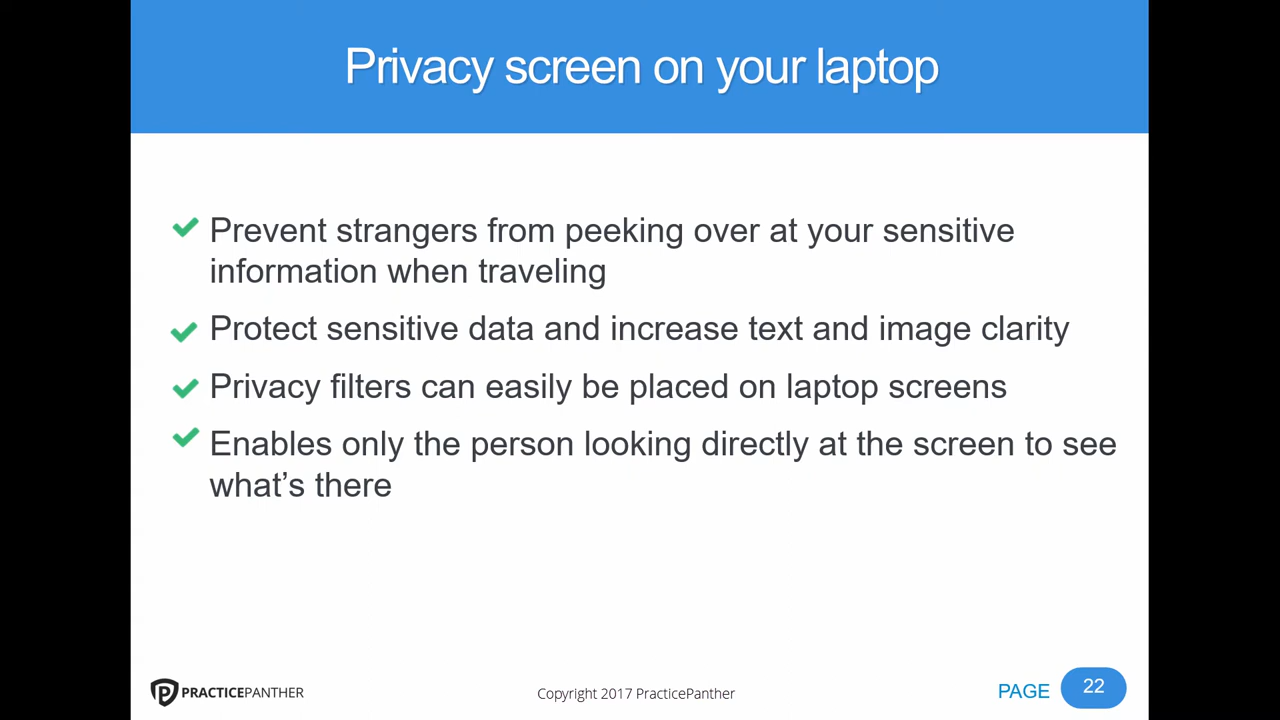 Privacy screen on your laptop
Prevent strangers from peeking over at your sensitive
information when traveling
Protect sensitive data and increase text and image clarity
Privacy filters can easily be placed on laptop screens
Enables only the person looking directly at the screen to see
what’s there
PRACTICEPANTHER
Copyright 2017 PracticePanther
PAGE 22